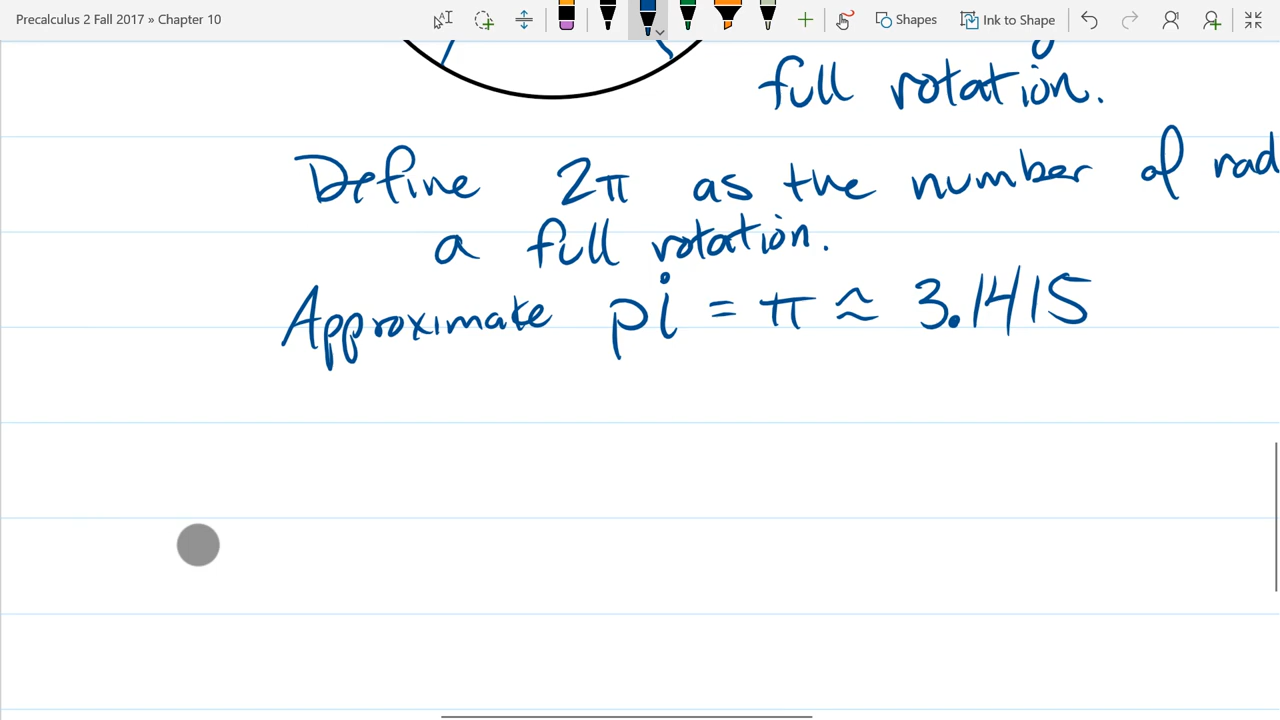 Precalculus 2 Fall 2017 » Chapter 10
Shapes
Ink to Shape
full rotation.
Define 2π as the number of rad
a full rotation.
Approximate pi = π ≈ 3.1415